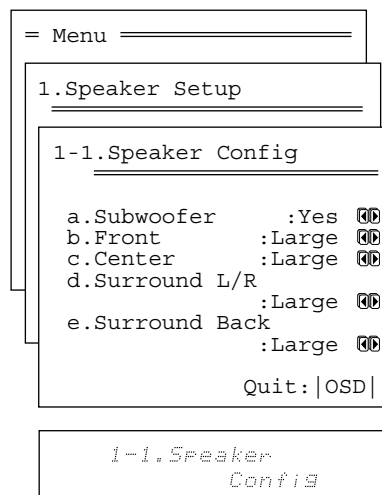 Menu
1.Speaker Setup
1-1.Speaker Config
a.Subwoofer :Yes
b.Front :Large
c.Center :Large
d.Surround L/R
:Large
e.Surround Back
:Large
Quit:|OSD|
1-1.Speaker
Config